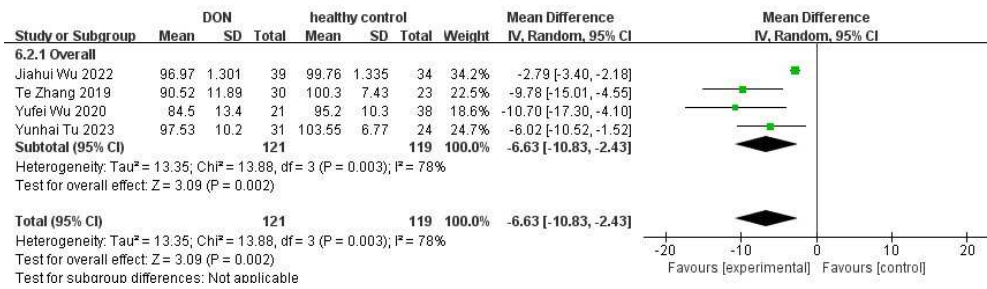 DON healthy control Mean Difference Mean Difference
Study or Subgroup Mean SD Total Mean SD Total Weight IV, Random, 95% CI IV, Random, 95% CI
6.2.1 Overall
Jiahui Wu 2022 96.97 1.301 39 99.76 1.335 34 34.2% -2.79 [-3.40, -2.18]
Te Zhang 2019 90.52 11.89 30 100.3 7.43 23 22.5% -9.78 [-15.01, -4.55]
Yufei Wu 2020 84.5 13.4 21 95.2 10.3 38 18.6% -10.70 [-17.30, -4.10]
Yunhai Tu 2023 97.53 10.2 31 103.55 6.77 24 24.7% -6.02 [-10.52, -1.52]
Subtotal (95% CI) 121 119 100.0% -6.63 [-10.83, -2.43]
Heterogeneity: Tau² = 13.35; Chi² = 13.88, df = 3 (P = 0.003); I² = 78%
Test for overall effect: Z = 3.09 (P = 0.002)
Total (95% CI) 121 119 100.0% -6.63 [-10.83, -2.43]
Heterogeneity: Tau² = 13.35; Chi² = 13.88, df = 3 (P = 0.003); I² = 78%
Test for overall effect: Z = 3.09 (P = 0.002)
Test for subgroup differences: Not applicable
-20 -10 0 10 20
Favours [experimental] Favours [control]